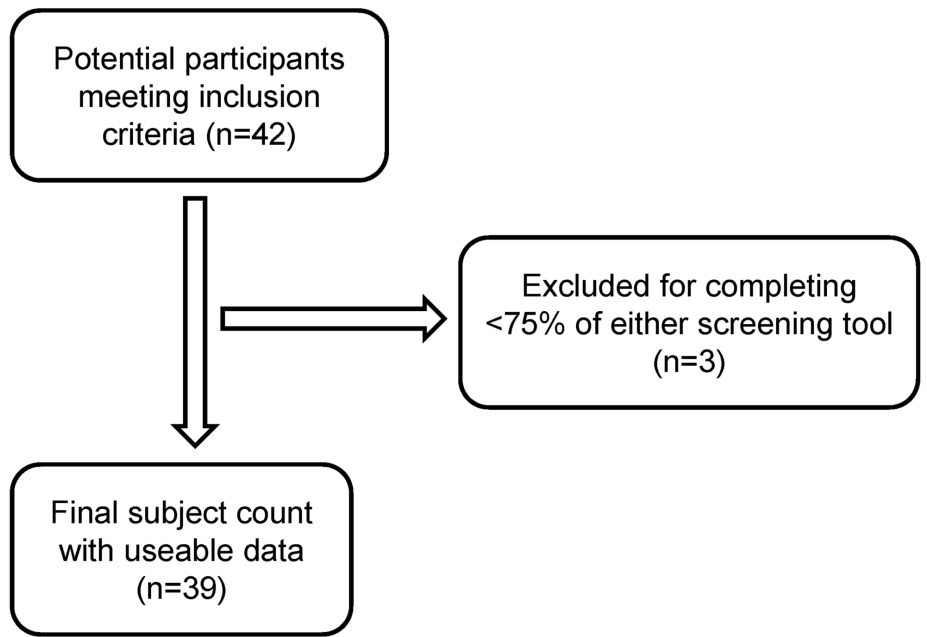 Potential participants
meeting inclusion
criteria (n=42)
Excluded for completing
<75% of either screening tool
(n=3)
Final subject count
with useable data
(n=39)